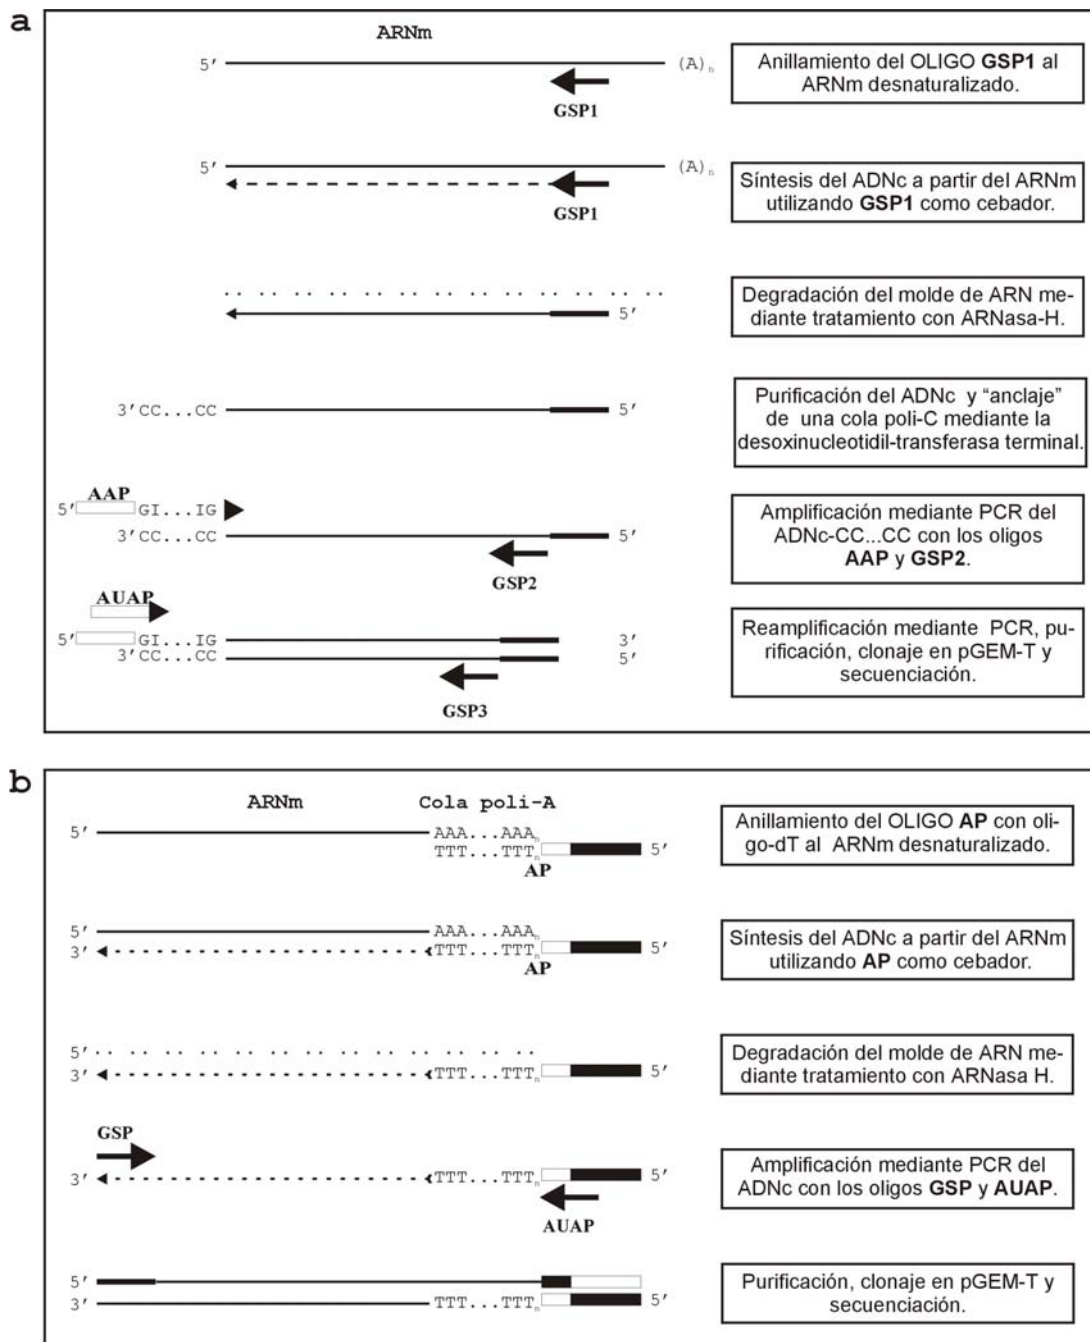 a
ARNm
5' (A)n
GSP1
Anillamiento del OLIGO GSP1 al
ARNm desnaturalizado.
5' (A)n
GSP1
Síntesis del ADNc a partir del ARNm
utilizando GSP1 como cebador.
5'
Degradación del molde de ARN me-
diante tratamiento con ARNasa-H.
3'CC...CC 5'
Purificación del ADNc y “anclaje”
de una cola poli-C mediante la
desoxinucleotidil-transferasa terminal.
AAP
5' GI...IG
3'CC...CC 5'
GSP2
Amplificación mediante PCR del
ADNc-CC...CC con los oligos
AAP y GSP2.
AUAP
5' GI...IG 3'
3'CC...CC 5'
GSP3
Reamplificación mediante PCR, pu-
rificación, clonaje en pGEM-T y
secuenciación.
b
ARNm Cola poli-A
5' AAA...AAAn
TTT...TTTn 5'
AP
Anillamiento del OLIGO AP con oli-
go-dT al ARNm desnaturalizado.
5' AAA...AAAn
3' TTT...TTTn 5'
AP
Síntesis del ADNc a partir del ARNm
utilizando AP como cebador.
5'
3' TTT...TTTn 5'
Degradación del molde de ARN me-
diante tratamiento con ARNasa H.
GSP
3' TTT...TTTn 5'
AUAP
Amplificación mediante PCR del
ADNc con los oligos GSP y AUAP.
5'
3' TTT...TTTn 5'
Purificación, clonaje en pGEM-T y
secuenciación.